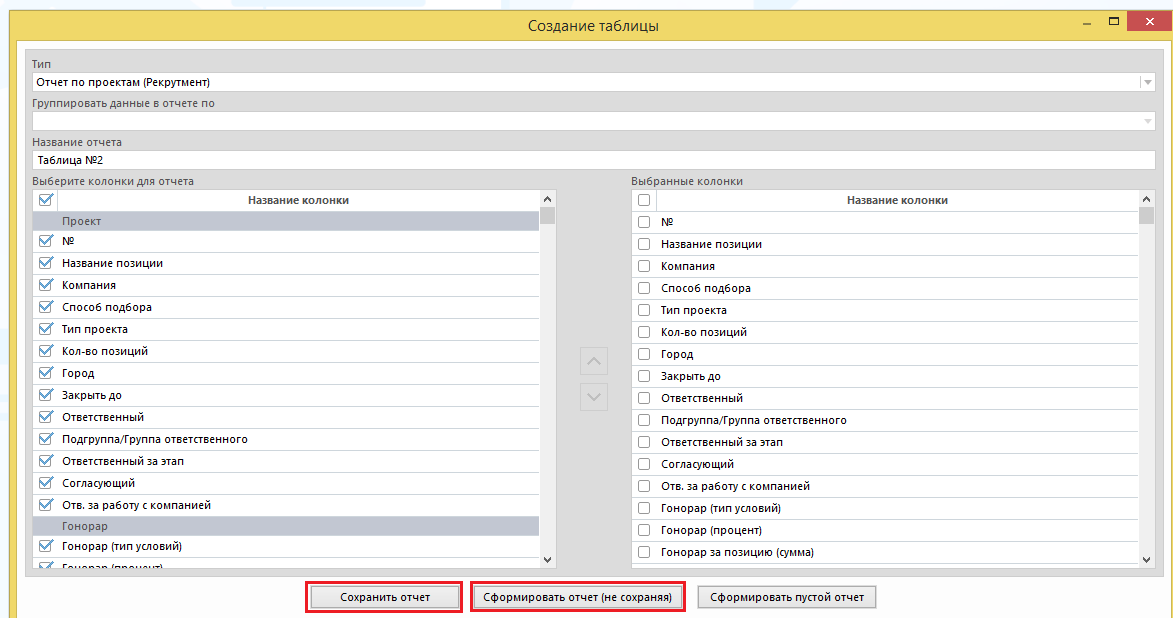 Создание таблицы
Тип
Отчет по проектам (Рекрутмент)
Группировать данные в отчете по
Название отчета
Таблица №2
Выберите колонки для отчета
Название колонки
Проект
№
Название позиции
Компания
Способ подбора
Тип проекта
Кол-во позиций
Город
Закрыть до
Ответственный
Подгруппа/Группа ответственного
Ответственный за этап
Согласующий
Отв. за работу с компанией
Гонорар
Гонорар (тип условий)
Гонорар (процент)
Выбранные колонки
Название колонки
№
Название позиции
Компания
Способ подбора
Тип проекта
Кол-во позиций
Город
Закрыть до
Ответственный
Подгруппа/Группа ответственного
Ответственный за этап
Согласующий
Отв. за работу с компанией
Гонорар (тип условий)
Гонорар (процент)
Гонорар за позицию (сумма)
Сохранить отчет
Сформировать отчет (не сохраняя)
Сформировать пустой отчет